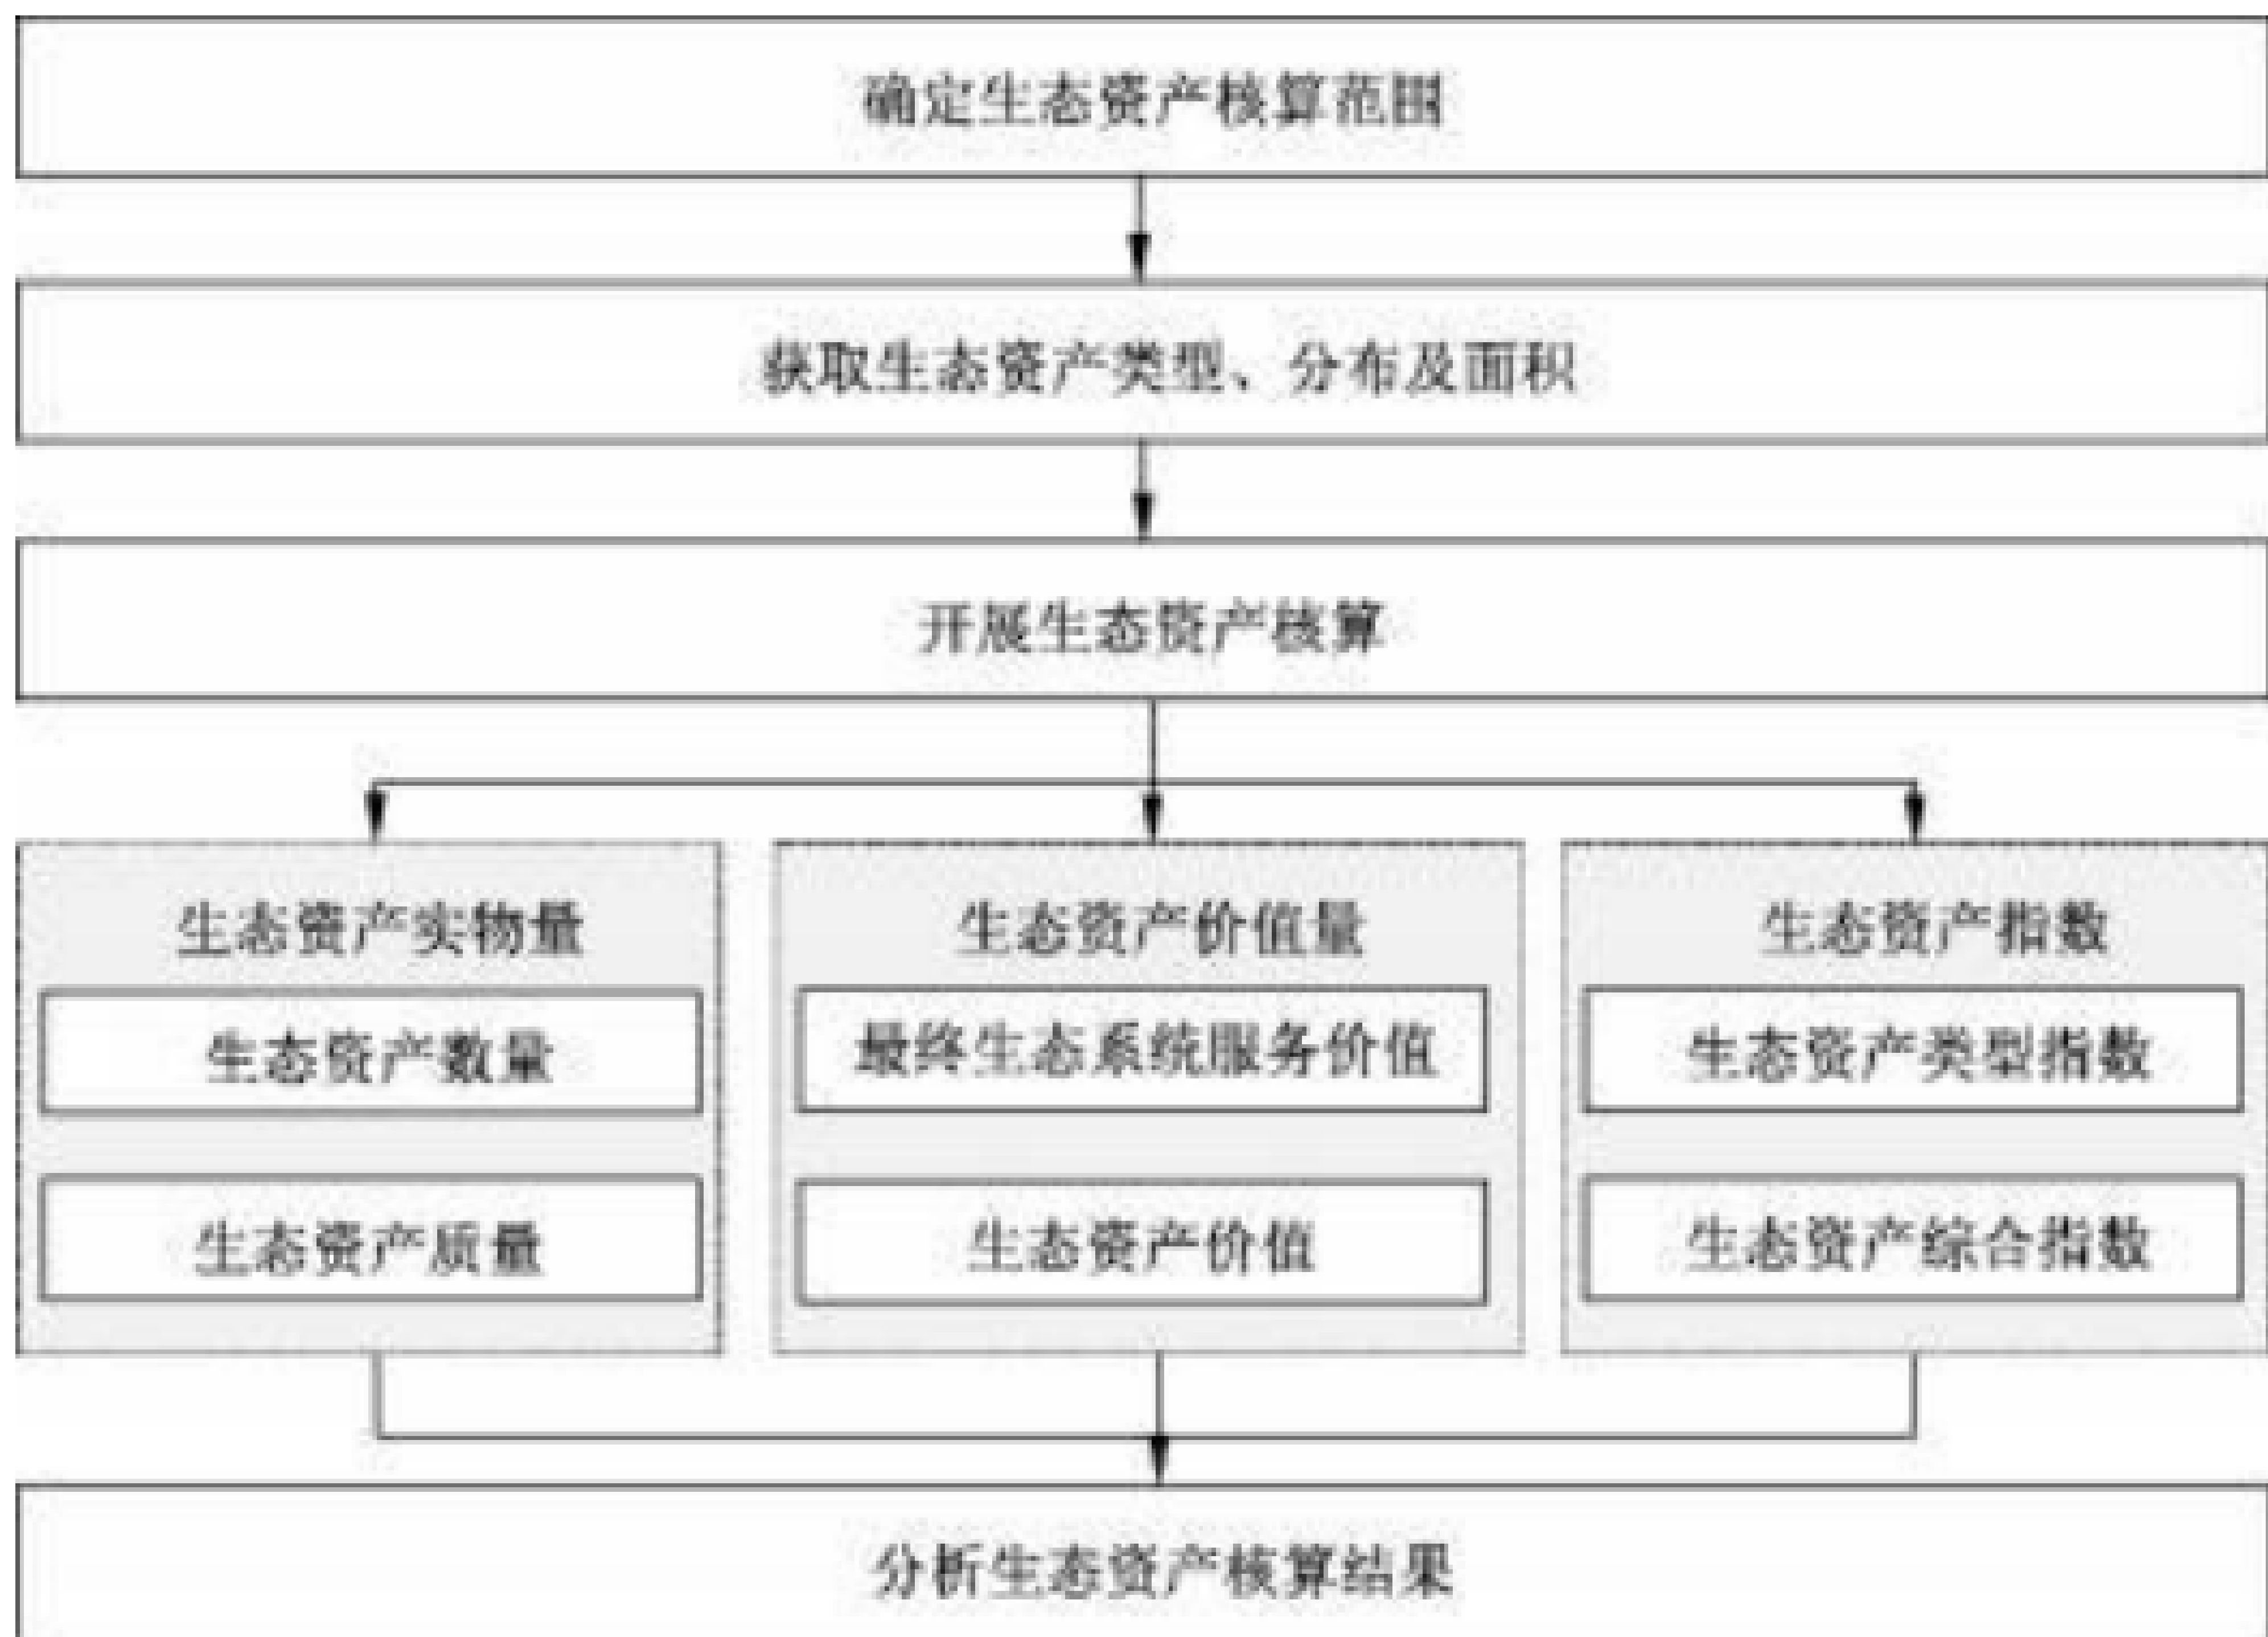 确定生态资产核算范围
获取生态资产类型、分布及面积
开展生态资产核算
生态资产实物量
生态资产数量
生态资产质量
生态资产价值量
最终生态系统服务价值
生态资产价值
生态资产指数
生态资产类型指数
生态资产综合指数
分析生态资产核算结果